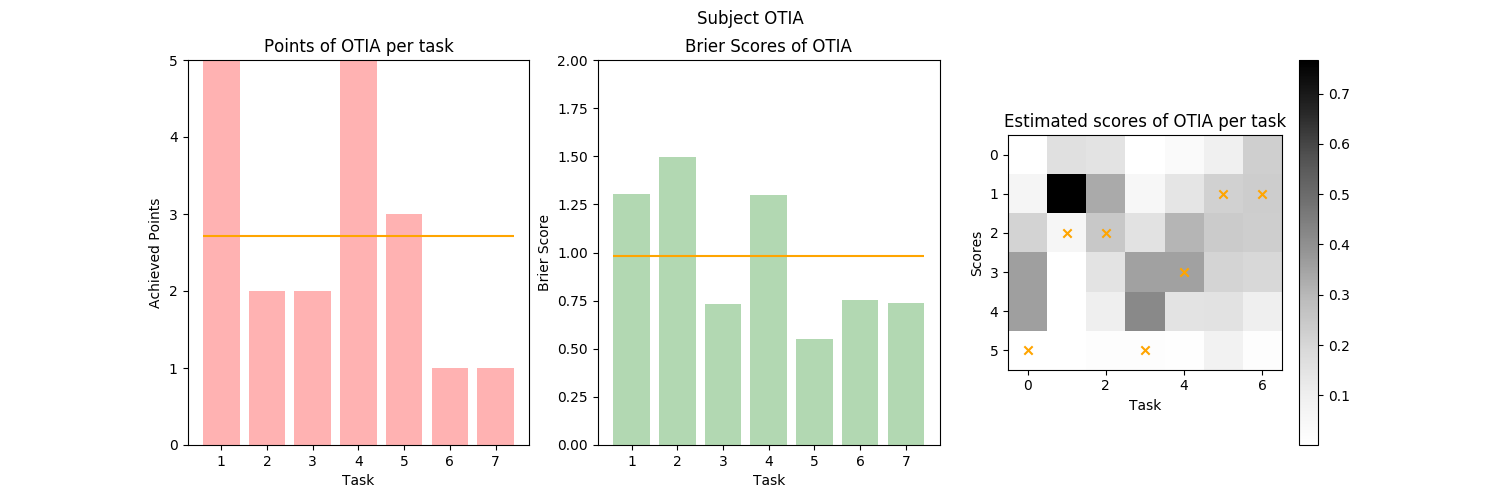 Subject OTIA
Points of OTIA per task
5
4
3
2
1
0
Achieved Points
1 2 3 4 5 6 7
Task
Brier Scores of OTIA
2.00
1.75
1.50
1.25
1.00
0.75
0.50
0.25
0.00
Brier Score
1 2 3 4 5 6 7
Task
Estimated scores of OTIA per task
0
1
2
3
4
5
Scores
0 2 4 6
Task
0.7
0.6
0.5
0.4
0.3
0.2
0.1